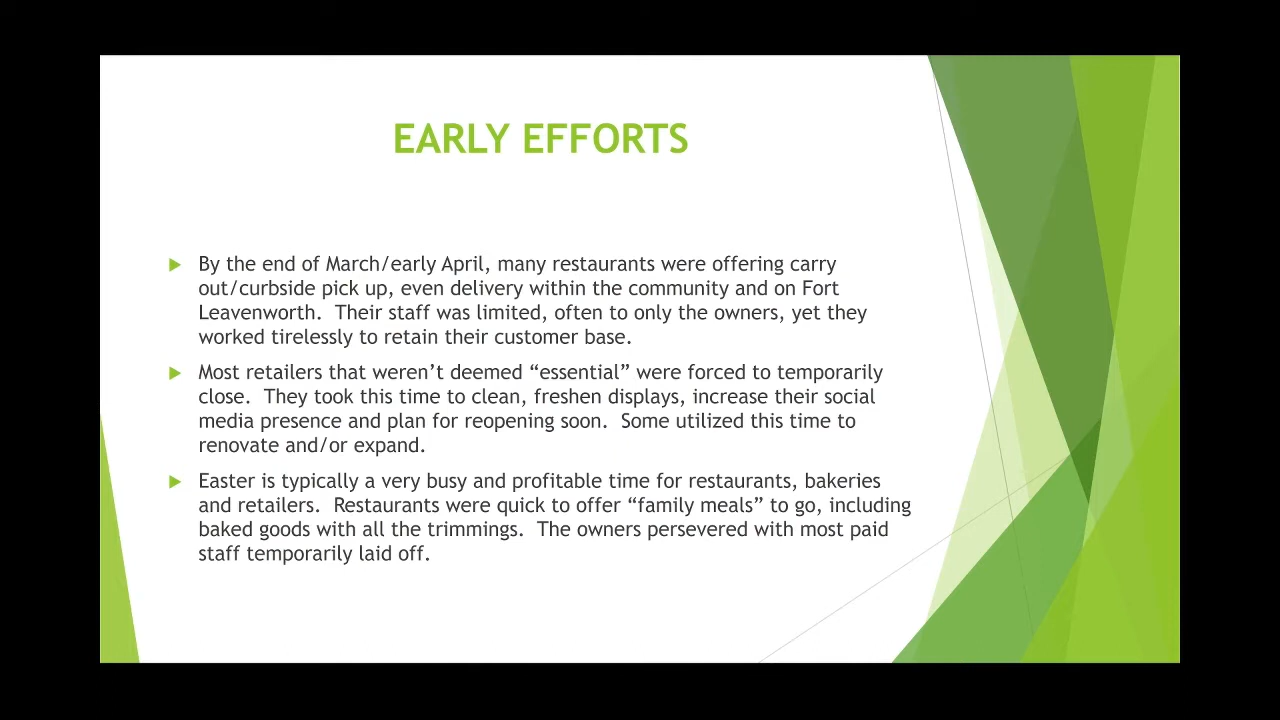 EARLY EFFORTS
By the end of March/early April, many restaurants were offering carry
out/curbside pick up, even delivery within the community and on Fort
Leavenworth.  Their staff was limited, often to only the owners, yet they
worked tirelessly to retain their customer base.
Most retailers that weren’t deemed “essential” were forced to temporarily
close.  They took this time to clean, freshen displays, increase their social
media presence and plan for reopening soon.  Some utilized this time to
renovate and/or expand.
Easter is typically a very busy and profitable time for restaurants, bakeries
and retailers.  Restaurants were quick to offer “family meals” to go, including
baked goods with all the trimmings.  The owners persevered with most paid
staff temporarily laid off.